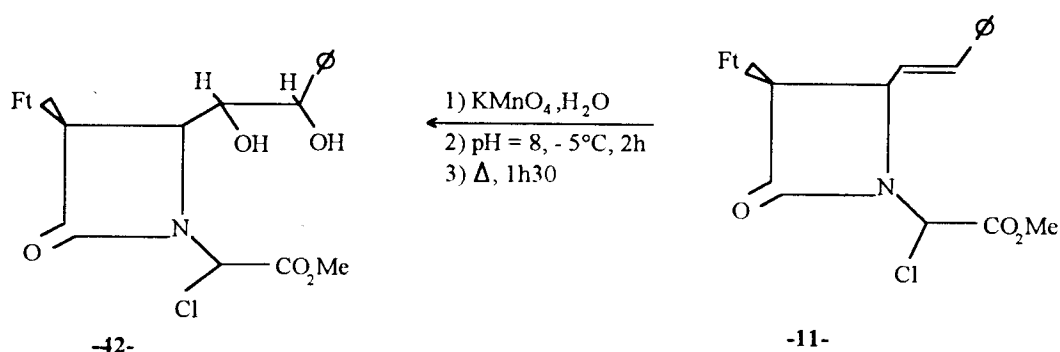 Ft
H
H
Ø
OH
OH
O
N
CO₂Me
Cl
-42-
1) KMnO₄ ,H₂O
2) pH = 8, - 5°C, 2h
3) Δ, 1h30
Ft
Ø
O
N
CO₂Me
Cl
-11-